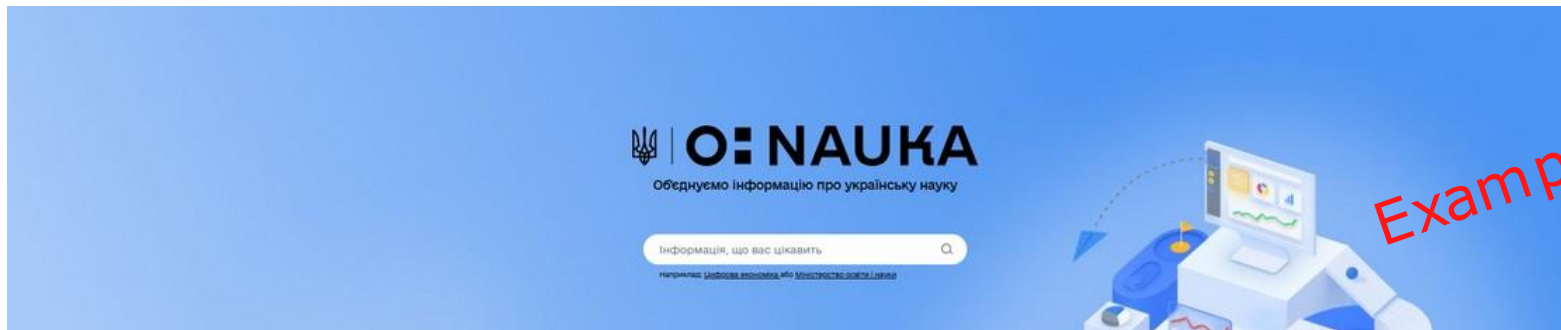 O:NAUKA
Об'єднуємо інформацію про українську науку
Інформація, що вас цікавить
Наприклад: Цифрова економіка або Міністерство освіти і науки
Examp